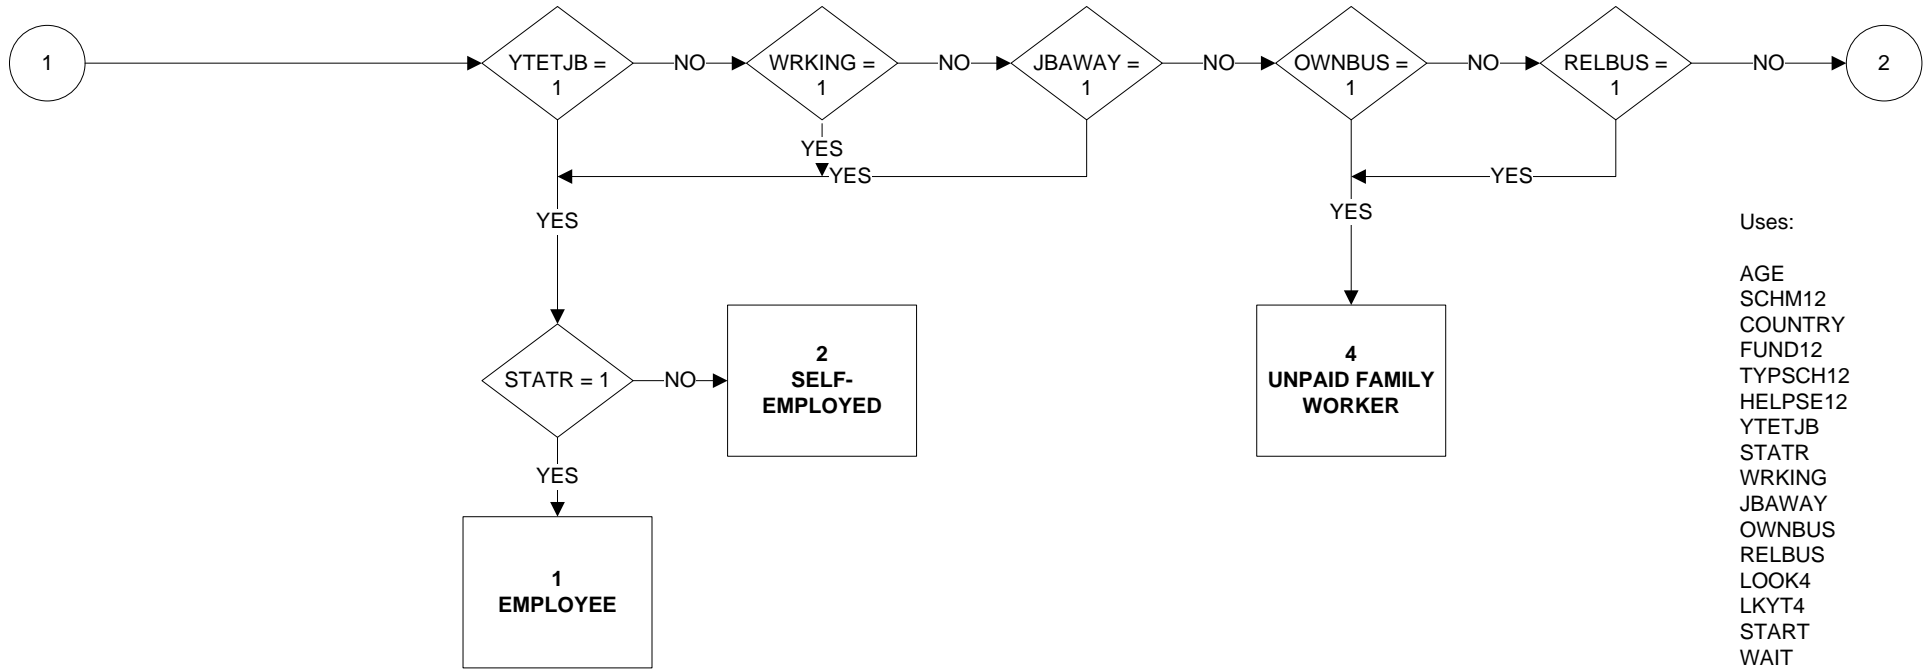 1
YTETJB =
1
NO
WRKING =
1
NO
JBAWAY =
1
NO
OWNBUS =
1
NO
RELBUS =
1
NO
2
YES
YES
YES
YES
YES
Uses:
AGE
SCHM12
COUNTRY
FUND12
TYPSCH12
HELPSE12
YTETJB
STATR
WRKING
JBAWAY
OWNBUS
RELBUS
LOOK4
LKYT4
START
WAIT
STATR = 1
NO
2
SELF-
EMPLOYED
4
UNPAID FAMILY
WORKER
YES
1
EMPLOYEE